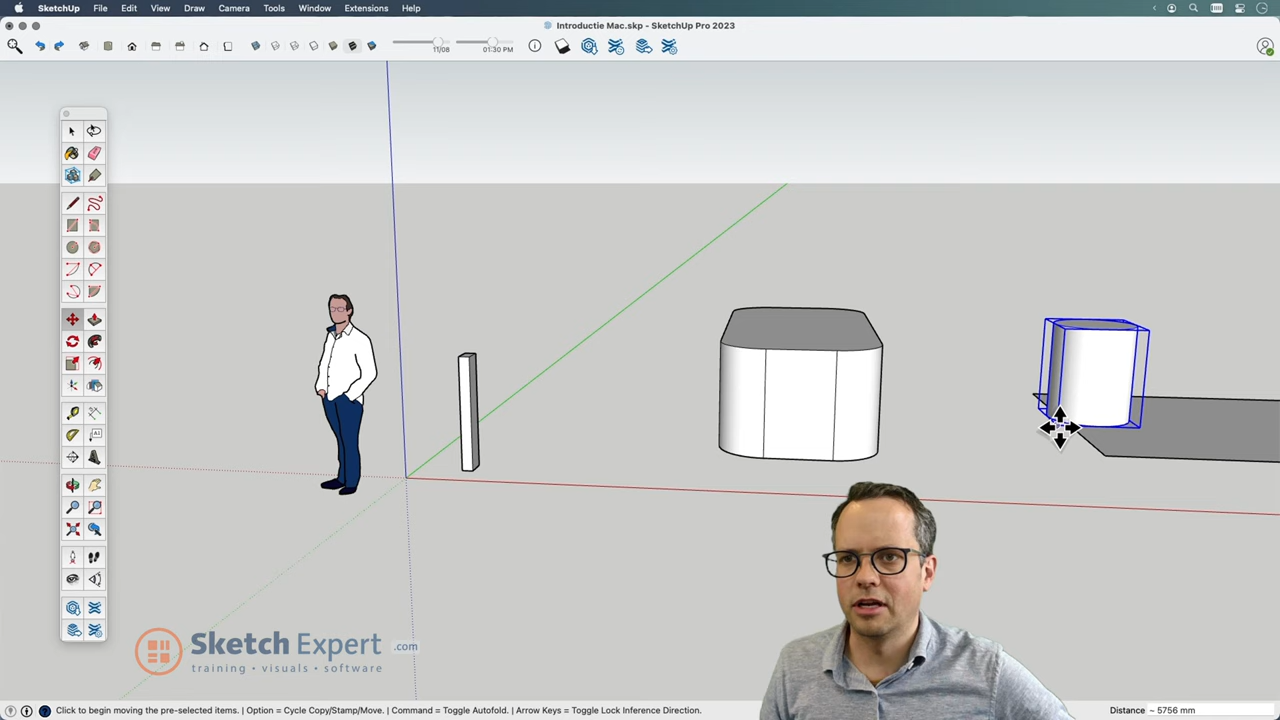 SketchUp File Edit View Draw Camera Tools Window Extensions Help
Introductie Mac.skp - SketchUp Pro 2023
11/08 01:30 PM
A1
SketchExpert.com
training • visuals • software
Click to begin moving the pre-selected items. | Option = Cycle Copy/Stamp/Move. | Command = Toggle Autofold. | Arrow Keys = Toggle Lock Inference Direction. Distance ~ 5756 mm